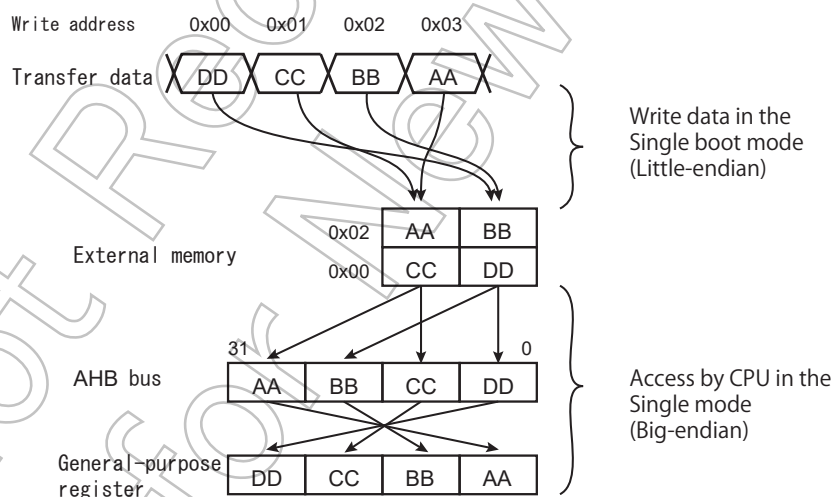 Write address 0x00 0x01 0x02 0x03
Transfer data DD CC BB AA
Write data in the
Single boot mode
(Little-endian)
0x02 AA BB
External memory
0x00 CC DD
31 0
AHB bus AA BB CC DD
Access by CPU in the
Single mode
(Big-endian)
General-purpose
register DD CC BB AA